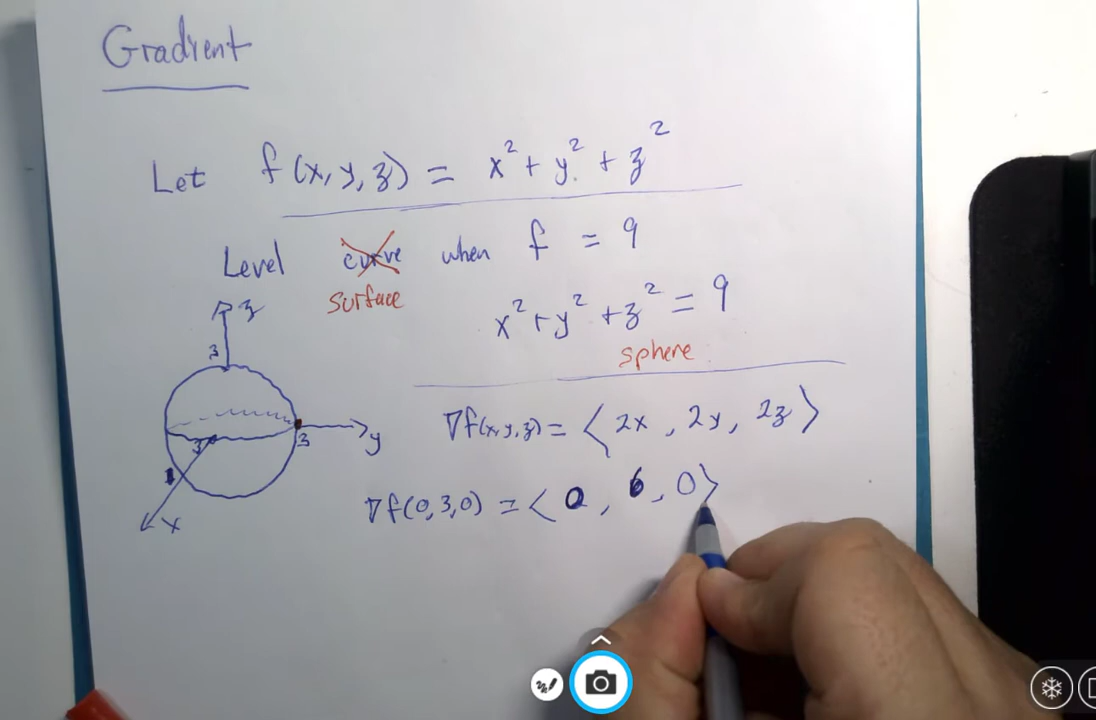 Gradient
Let f(x,y,z) = x² + y² + z²
Level curve when f = 9
surface
x² + y² + z² = 9
sphere
z
3
3
3
y
x
∇f(x,y,z) = ⟨2x, 2y, 2z⟩
∇f(0,3,0) = ⟨0, 6, 0⟩